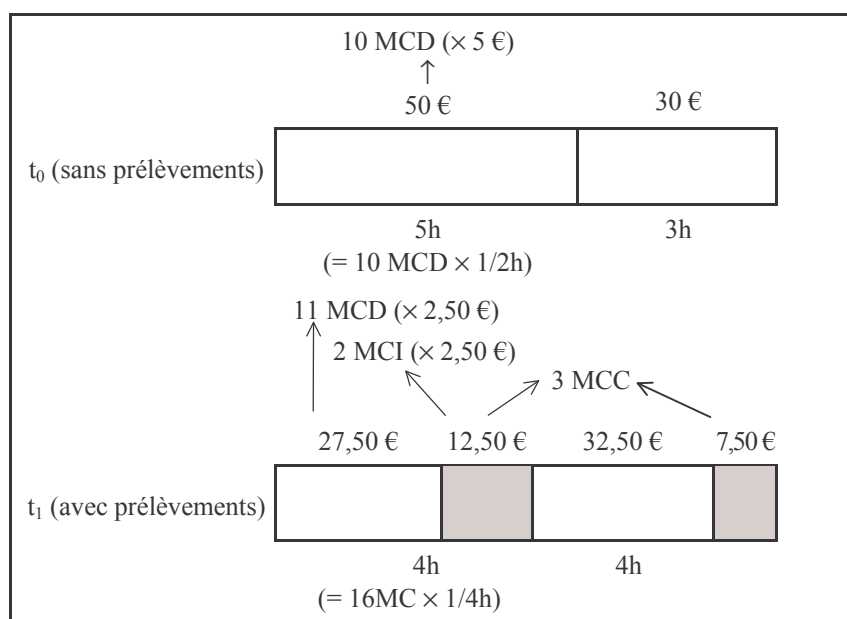 10 MCD (× 5 €)
↑
50 €
30 €
t₀ (sans prélèvements)
5h
3h
(= 10 MCD × 1/2h)
11 MCD (× 2,50 €)
2 MCI (× 2,50 €)
3 MCC
27,50 €
12,50 €
32,50 €
7,50 €
t₁ (avec prélèvements)
4h
4h
(= 16MC × 1/4h)